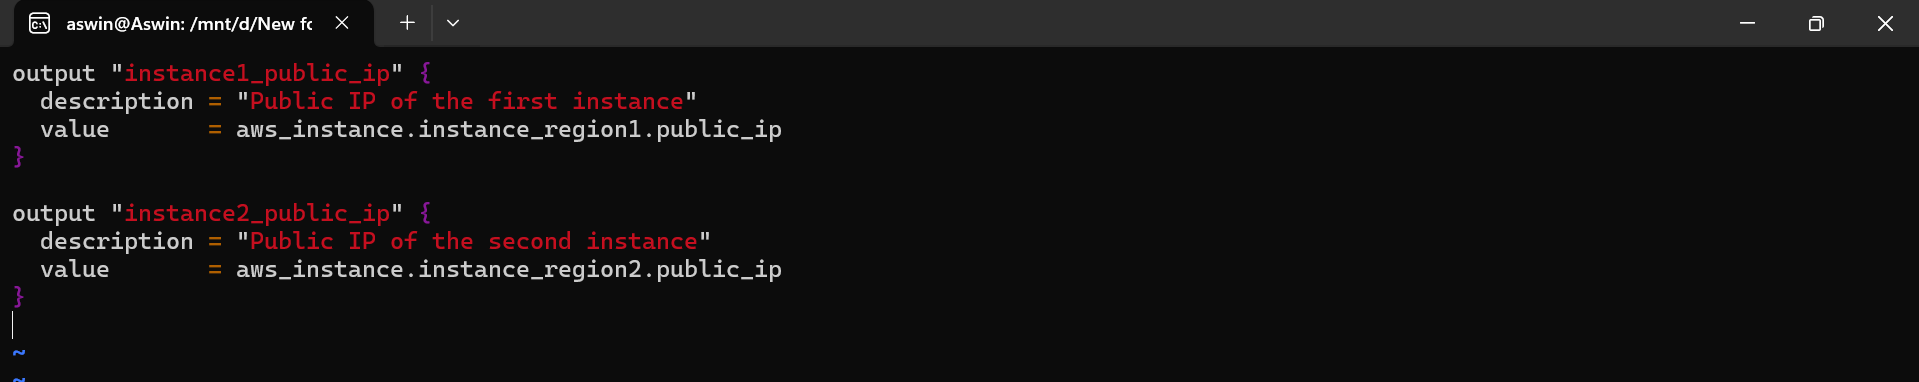 aswin@Aswin: /mnt/d/New fc
output "instance1_public_ip" {
  description = "Public IP of the first instance"
  value       = aws_instance.instance_region1.public_ip
}
output "instance2_public_ip" {
  description = "Public IP of the second instance"
  value       = aws_instance.instance_region2.public_ip
}
~
~